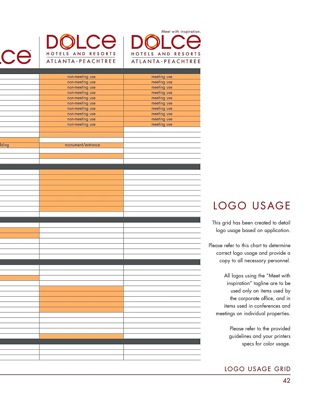 Meet with inspiration.
OLCE DOLCE DOLCE
HOTELS AND RESORTS HOTELS AND RESORTS
ATLANTA-PEACHTREE ATLANTA-PEACHTREE
non-meeting use meeting use
non-meeting use meeting use
non-meeting use meeting use
non-meeting use meeting use
non-meeting use meeting use
non-meeting use meeting use
non-meeting use meeting use
non-meeting use meeting use
non-meeting use meeting use
monument/entrance
LOGO USAGE
This grid has been created to detail
logo usage based on application.
Please refer to this chart to determine
correct logo usage and provide a
copy to all necessary personnel.
All logos using the “Meet with
inspiration” tagline are to be
used only on items used by
the corporate office, and in
items used in conferences and
meetings on individual properties.
Please refer to the provided
guidelines and your printers
specs for color usage.
LOGO USAGE GRID
42